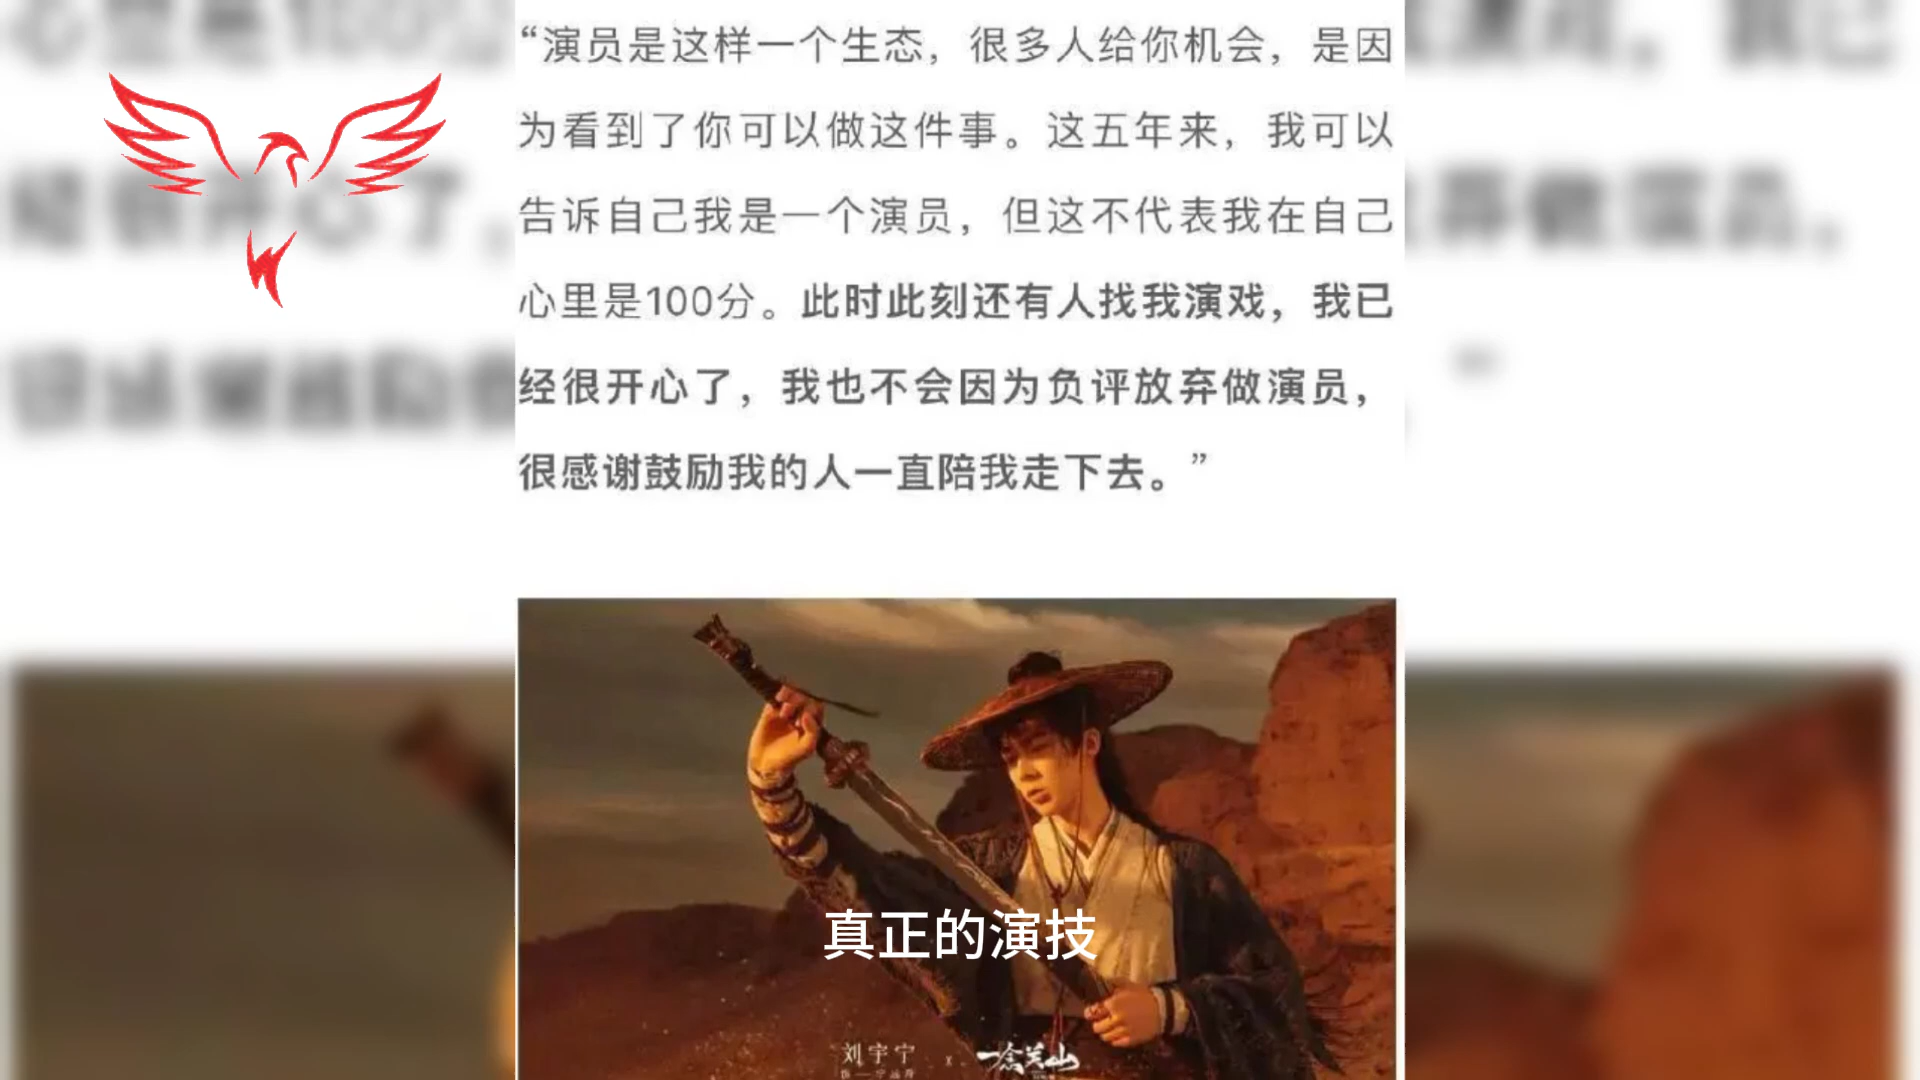 “演员是这样一个生态，很多人给你机会，是因
为看到了你可以做这件事。这五年来，我可以
告诉自己我是一个演员，但这不代表我在自己
心里是100分。此时此刻还有人找我演戏，我已
经很开心了，我也不会因为负评放弃做演员，
很感谢鼓励我的人一直陪我走下去。”
真正的演技
刘宇宁 x 一念关山